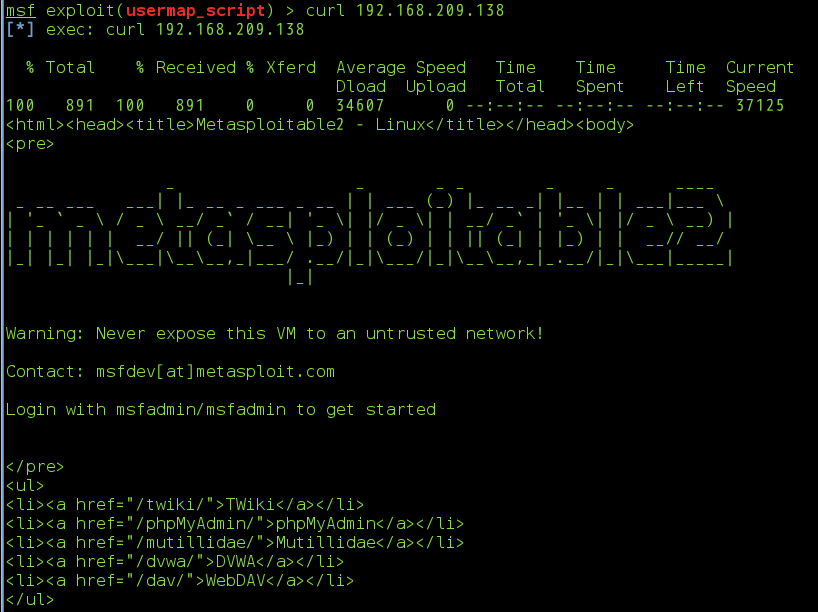 msf exploit(usermap_script) > curl 192.168.209.138
[*] exec: curl 192.168.209.138
  % Total    % Received % Xferd  Average Speed   Time    Time     Time  Current
                                 Dload  Upload   Total   Spent    Left  Speed
100   891  100   891    0     0  34607      0 --:--:-- --:--:-- --:--:-- 37125
<html><head><title>Metasploitable2 - Linux</title></head><body>
<pre>
                _                  _       _ _        _     _      ____  
 _ __ ___   ___| |_ __ _ ___ _ __ | | ___ (_) |_ __ _| |__ | | ___|___ \ 
| '_ ` _ \ / _ \ __/ _` / __| '_ \| |/ _ \| | __/ _` | '_ \| |/ _ \ __) |
| | | | | |  __/ || (_| \__ \ |_) | | (_) | | || (_| | |_) | |  __// __/ 
|_| |_| |_|\___|\__\__,_|___/ .__/|_|\___/|_|\__\__,_|_.__/|_|\___|_____|
                            |_|                                          
Warning: Never expose this VM to an untrusted network!
Contact: msfdev[at]metasploit.com
Login with msfadmin/msfadmin to get started
</pre>
<ul>
<li><a href="/twiki/">TWiki</a></li>
<li><a href="/phpMyAdmin/">phpMyAdmin</a></li>
<li><a href="/mutillidae/">Mutillidae</a></li>
<li><a href="/dvwa/">DVWA</a></li>
<li><a href="/dav/">WebDAV</a></li>
</ul>